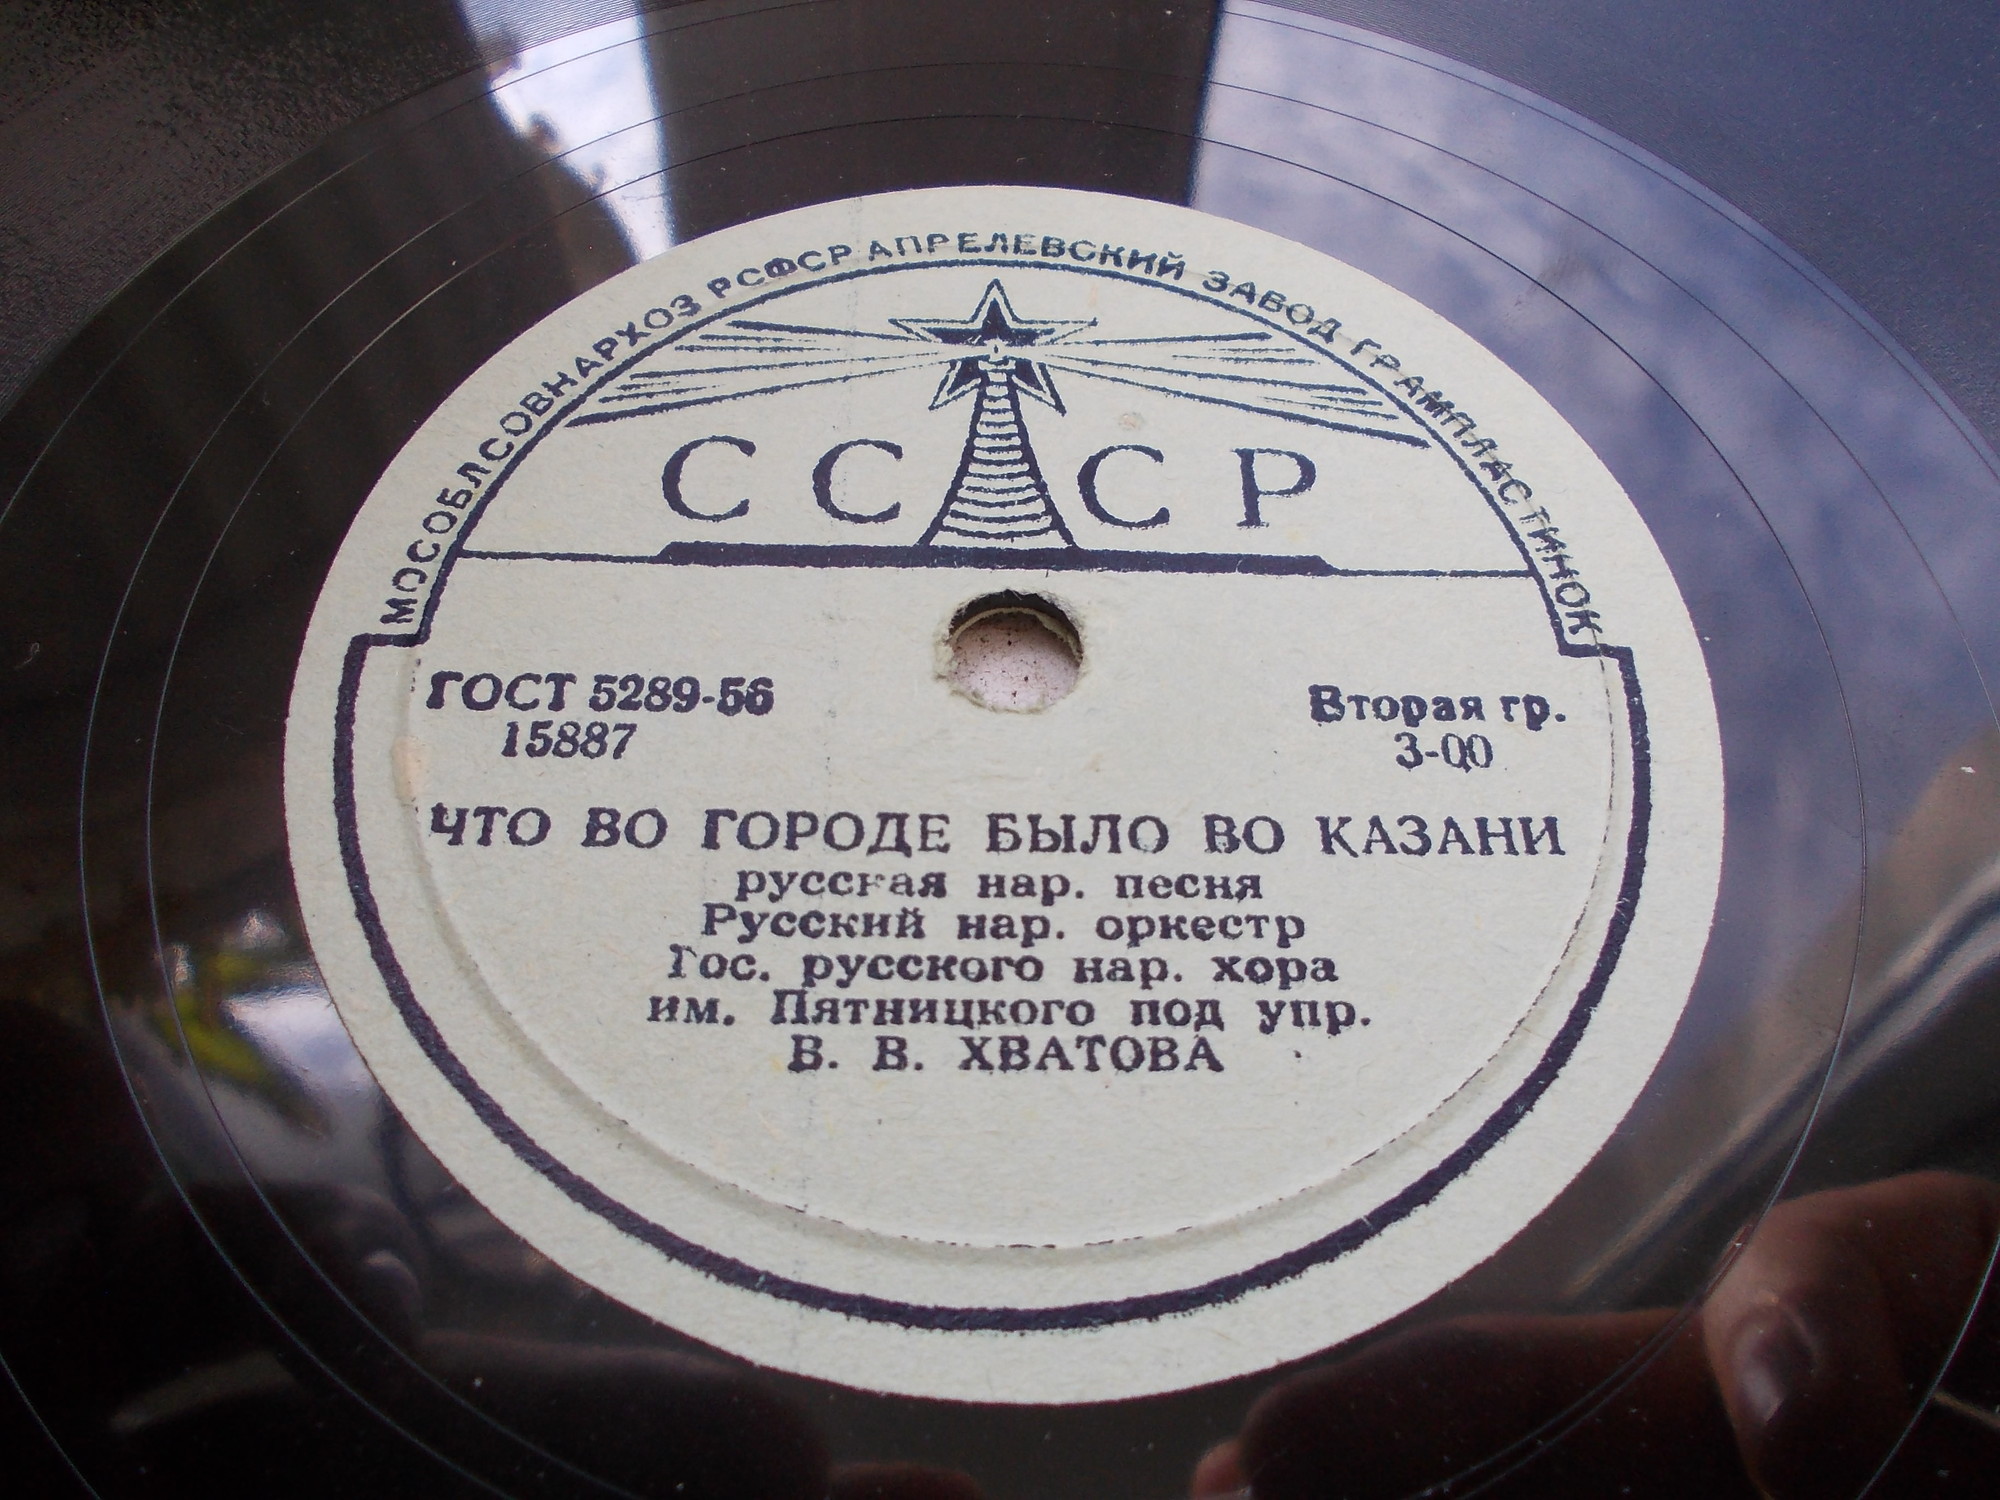 МОСОБЛСОВНАРХОЗ РСФСР АПРЕЛЕВСКИЙ ЗАВОД ГРАМПЛАСТИНОК
СССР
ГОСТ 5289-56
15887
Вторая гр.
3-00
ЧТО ВО ГОРОДЕ БЫЛО ВО КАЗАНИ
русская нар. песня
Русский нар. оркестр
Гос. русского нар. хора
им. Пятницкого под упр.
В. В. ХВАТОВА